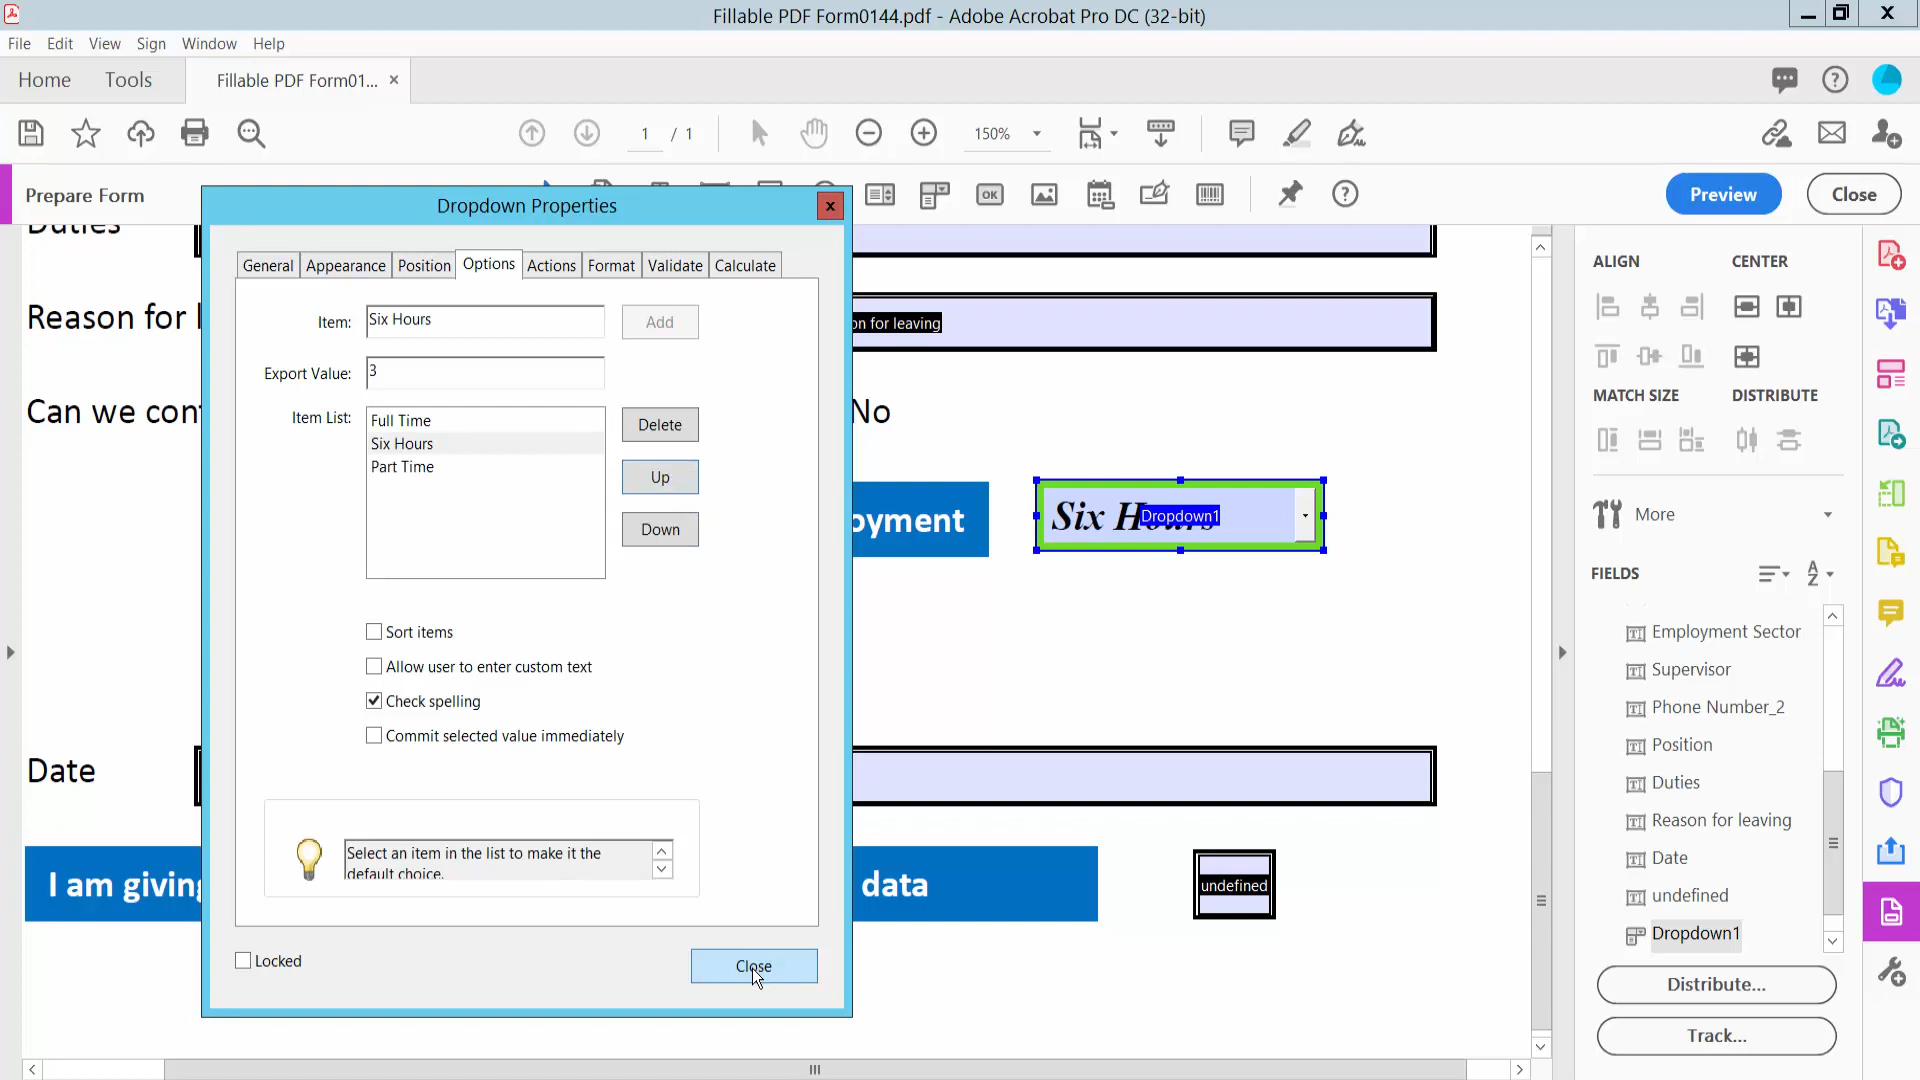 Fillable PDF Form0144.pdf - Adobe Acrobat Pro DC (32-bit)
File Edit View Sign Window Help
Home Tools Fillable PDF Form01... ×
1 / 1 150%
Prepare Form OK Preview Close
Dropdown Properties
General Appearance Position Options Actions Format Validate Calculate
Item: Six Hours Add
Export Value: 3
Item List: Full Time
Six Hours
Part Time
Delete
Up
Down
Sort items
Allow user to enter custom text
Check spelling
Commit selected value immediately
Select an item in the list to make it the
default choice.
Locked
Close
Duties
Reason for l
on for leaving
Can we cont
No
oyment
Six Hours
Dropdown1
Date
I am giving
data
undefined
ALIGN CENTER
MATCH SIZE DISTRIBUTE
More
FIELDS
Employment Sector
Supervisor
Phone Number_2
Position
Duties
Reason for leaving
Date
undefined
Dropdown1
Distribute...
Track...